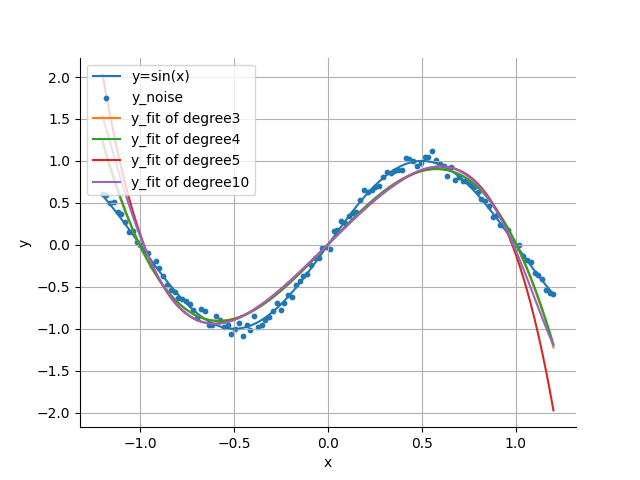 y=sin(x)
y_noise
y_fit of degree3
y_fit of degree4
y_fit of degree5
y_fit of degree10
2.0
1.5
1.0
0.5
0.0
−0.5
−1.0
−1.5
−2.0
y
−1.0 −0.5 0.0 0.5 1.0
x